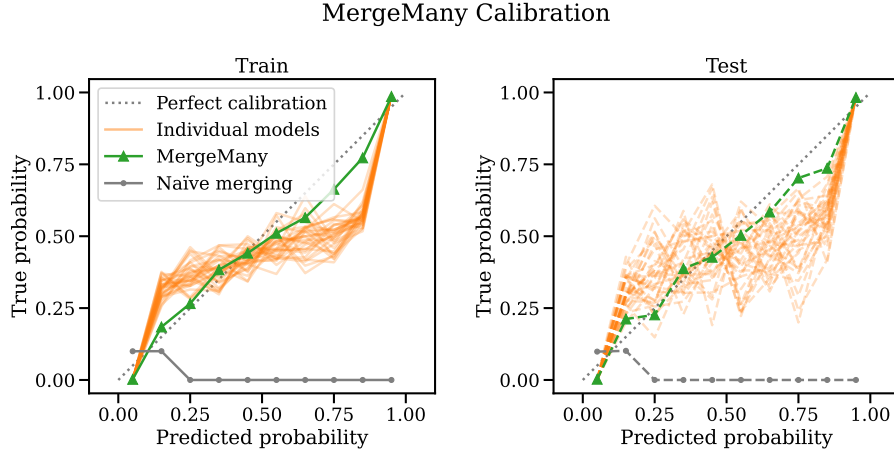 MergeMany Calibration
Train
Test
Perfect calibration
Individual models
MergeMany
Naïve merging
True probability
1.00
0.75
0.50
0.25
0.00
0.00 0.25 0.50 0.75 1.00
Predicted probability
True probability
1.00
0.75
0.50
0.25
0.00
0.00 0.25 0.50 0.75 1.00
Predicted probability